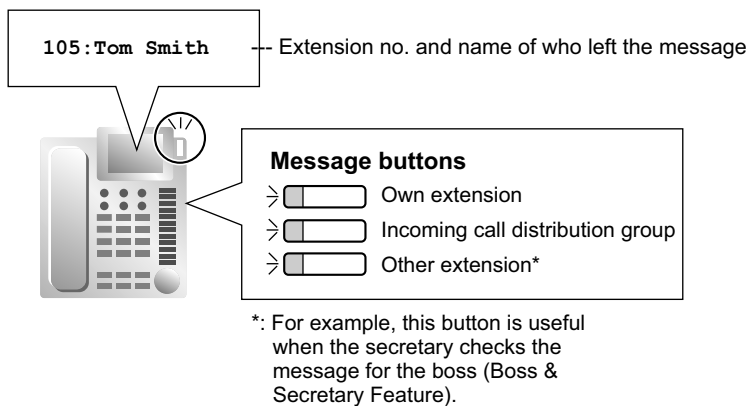 105:Tom Smith --- Extension no. and name of who left the message
Message buttons
Own extension
Incoming call distribution group
Other extension*
*: For example, this button is useful
when the secretary checks the
message for the boss (Boss &
Secretary Feature).